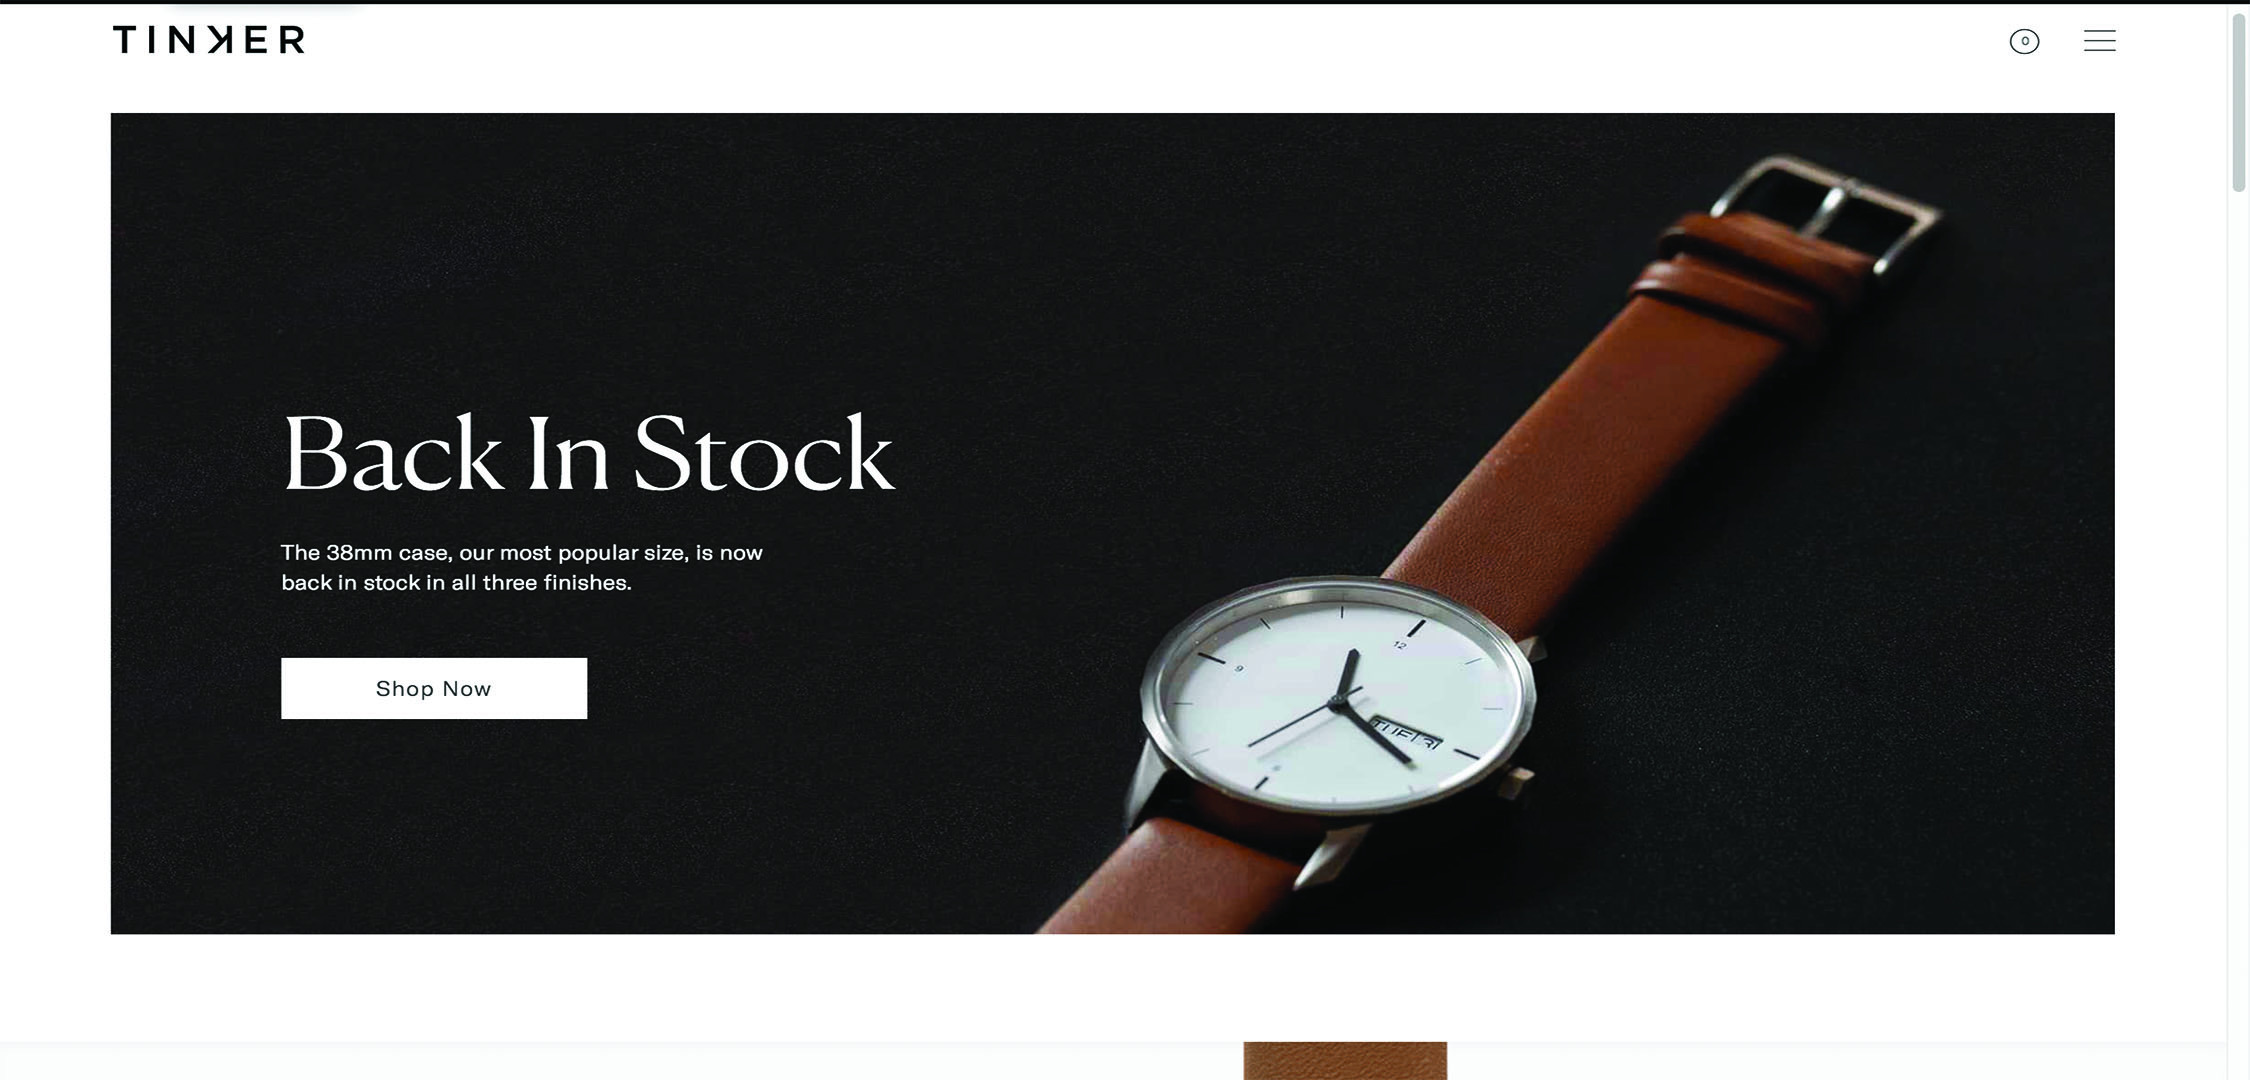 TINKER
0
Back In Stock
The 38mm case, our most popular size, is now
back in stock in all three finishes.
Shop Now
12
9
TUE 31
6